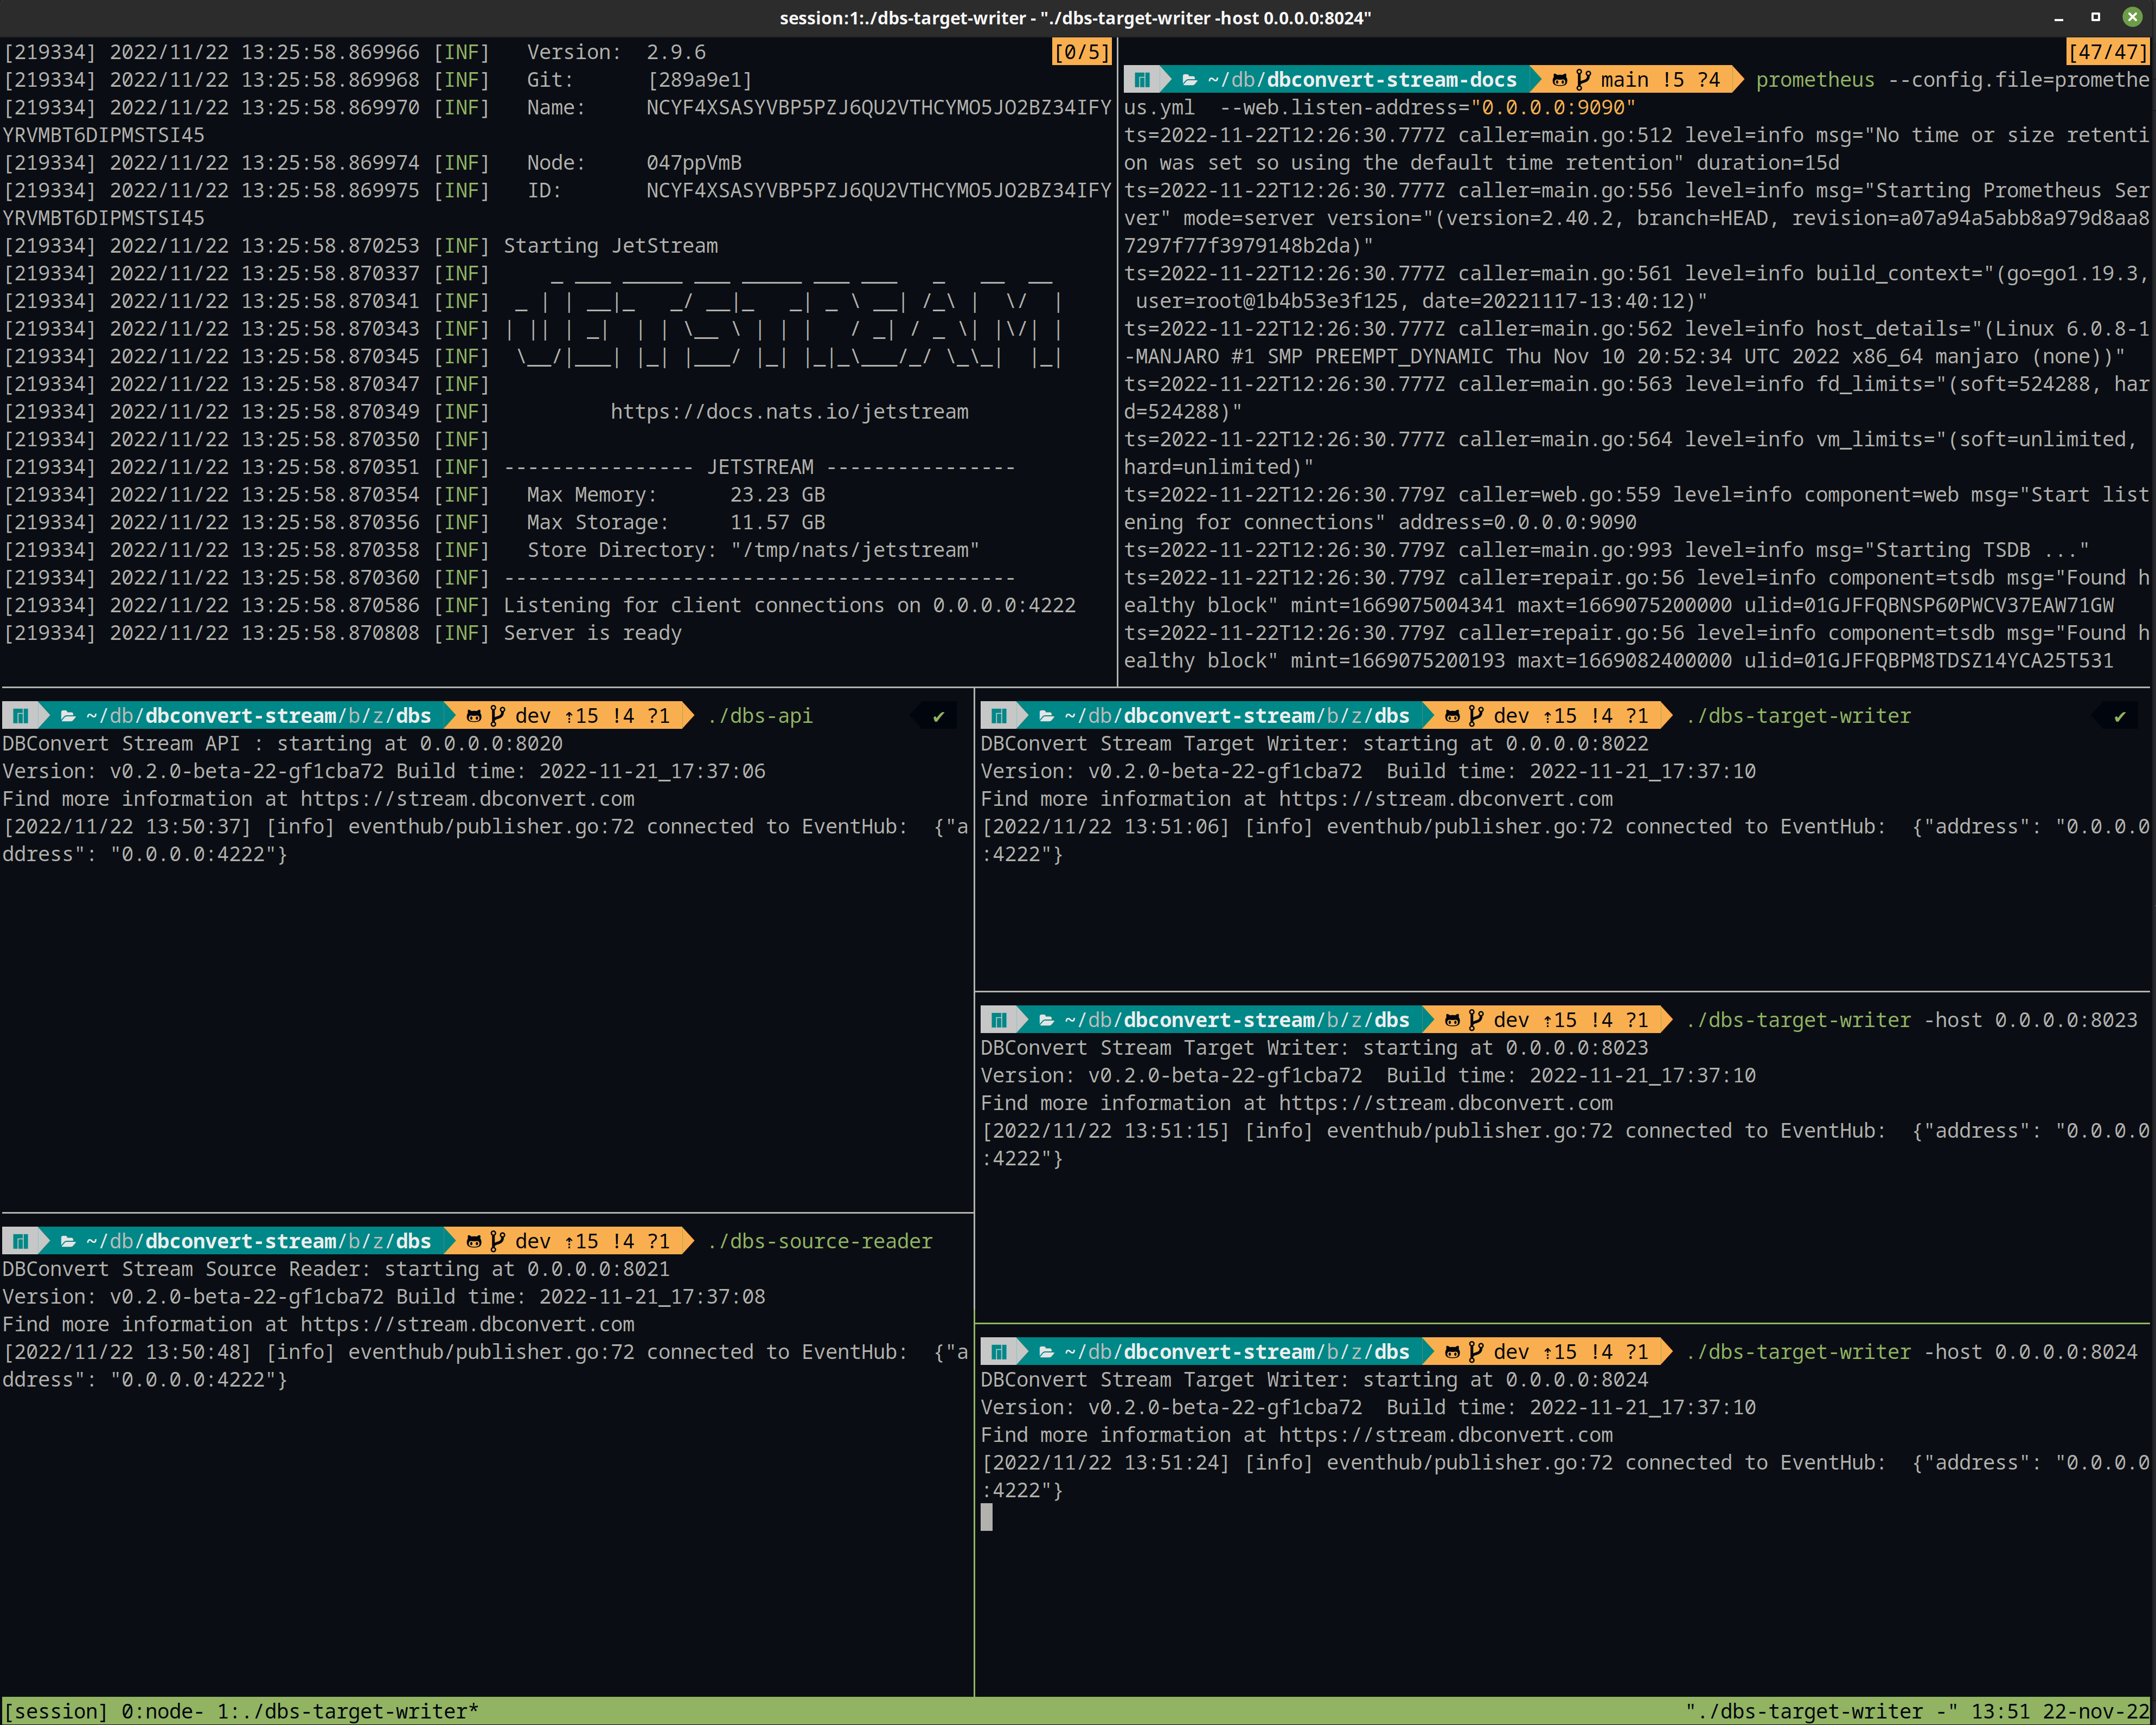 session:1:./dbs-target-writer - "./dbs-target-writer -host 0.0.0.0:8024"
[219334] 2022/11/22 13:25:58.869966 [INF]   Version:  2.9.6 [0/5]
[219334] 2022/11/22 13:25:58.869968 [INF]   Git:      [289a9e1]
[219334] 2022/11/22 13:25:58.869970 [INF]   Name:     NCYF4XSASYVBP5PZJ6QU2VTHCYMO5JO2BZ34IFY
YRVMBT6DIPMSTSI45
[219334] 2022/11/22 13:25:58.869974 [INF]   Node:     047ppVmB
[219334] 2022/11/22 13:25:58.869975 [INF]   ID:       NCYF4XSASYVBP5PZJ6QU2VTHCYMO5JO2BZ34IFY
YRVMBT6DIPMSTSI45
[219334] 2022/11/22 13:25:58.870253 [INF] Starting JetStream
[219334] 2022/11/22 13:25:58.870337 [INF]     _ ___ _____ ___ _____ ___ ___   _   __  __
[219334] 2022/11/22 13:25:58.870341 [INF]  _ | | __|_   _/ __|_   _| _ \ __| /_\ |  \/  |
[219334] 2022/11/22 13:25:58.870343 [INF] | || | _|  | | \__ \ | | |   / _| / _ \| |\/| |
[219334] 2022/11/22 13:25:58.870345 [INF]  \__/|___| |_| |___/ |_| |_|_\___/_/ \_\_|  |_|
[219334] 2022/11/22 13:25:58.870347 [INF]
[219334] 2022/11/22 13:25:58.870349 [INF]          https://docs.nats.io/jetstream
[219334] 2022/11/22 13:25:58.870350 [INF]
[219334] 2022/11/22 13:25:58.870351 [INF] ---------------- JETSTREAM ----------------
[219334] 2022/11/22 13:25:58.870354 [INF]   Max Memory:      23.23 GB
[219334] 2022/11/22 13:25:58.870356 [INF]   Max Storage:     11.57 GB
[219334] 2022/11/22 13:25:58.870358 [INF]   Store Directory: "/tmp/nats/jetstream"
[219334] 2022/11/22 13:25:58.870360 [INF] -------------------------------------------
[219334] 2022/11/22 13:25:58.870586 [INF] Listening for client connections on 0.0.0.0:4222
[219334] 2022/11/22 13:25:58.870808 [INF] Server is ready
[47/47]
~/db/dbconvert-stream-docs main !5 ?4 prometheus --config.file=promethe
us.yml  --web.listen-address="0.0.0.0:9090"
ts=2022-11-22T12:26:30.777Z caller=main.go:512 level=info msg="No time or size retenti
on was set so using the default time retention" duration=15d
ts=2022-11-22T12:26:30.777Z caller=main.go:556 level=info msg="Starting Prometheus Ser
ver" mode=server version="(version=2.40.2, branch=HEAD, revision=a07a94a5abb8a979d8aa8
7297f77f3979148b2da)"
ts=2022-11-22T12:26:30.777Z caller=main.go:561 level=info build_context="(go=go1.19.3,
 user=root@1b4b53e3f125, date=20221117-13:40:12)"
ts=2022-11-22T12:26:30.777Z caller=main.go:562 level=info host_details="(Linux 6.0.8-1
-MANJARO #1 SMP PREEMPT_DYNAMIC Thu Nov 10 20:52:34 UTC 2022 x86_64 manjaro (none))"
ts=2022-11-22T12:26:30.777Z caller=main.go:563 level=info fd_limits="(soft=524288, har
d=524288)"
ts=2022-11-22T12:26:30.777Z caller=main.go:564 level=info vm_limits="(soft=unlimited,
hard=unlimited)"
ts=2022-11-22T12:26:30.779Z caller=web.go:559 level=info component=web msg="Start list
ening for connections" address=0.0.0.0:9090
ts=2022-11-22T12:26:30.779Z caller=main.go:993 level=info msg="Starting TSDB ..."
ts=2022-11-22T12:26:30.779Z caller=repair.go:56 level=info component=tsdb msg="Found h
ealthy block" mint=1669075004341 maxt=1669075200000 ulid=01GJFFQBNSP60PWCV37EAW71GW
ts=2022-11-22T12:26:30.779Z caller=repair.go:56 level=info component=tsdb msg="Found h
ealthy block" mint=1669075200193 maxt=1669082400000 ulid=01GJFFQBPM8TDSZ14YCA25T531
~/db/dbconvert-stream/b/z/dbs dev ⇡15 !4 ?1 ./dbs-api ✔
DBConvert Stream API : starting at 0.0.0.0:8020
Version: v0.2.0-beta-22-gf1cba72 Build time: 2022-11-21_17:37:06
Find more information at https://stream.dbconvert.com
[2022/11/22 13:50:37] [info] eventhub/publisher.go:72 connected to EventHub:  {"a
ddress": "0.0.0.0:4222"}
~/db/dbconvert-stream/b/z/dbs dev ⇡15 !4 ?1 ./dbs-source-reader
DBConvert Stream Source Reader: starting at 0.0.0.0:8021
Version: v0.2.0-beta-22-gf1cba72 Build time: 2022-11-21_17:37:08
Find more information at https://stream.dbconvert.com
[2022/11/22 13:50:48] [info] eventhub/publisher.go:72 connected to EventHub:  {"a
ddress": "0.0.0.0:4222"}
~/db/dbconvert-stream/b/z/dbs dev ⇡15 !4 ?1 ./dbs-target-writer ✔
DBConvert Stream Target Writer: starting at 0.0.0.0:8022
Version: v0.2.0-beta-22-gf1cba72  Build time: 2022-11-21_17:37:10
Find more information at https://stream.dbconvert.com
[2022/11/22 13:51:06] [info] eventhub/publisher.go:72 connected to EventHub:  {"address": "0.0.0.0
:4222"}
~/db/dbconvert-stream/b/z/dbs dev ⇡15 !4 ?1 ./dbs-target-writer -host 0.0.0.0:8023
DBConvert Stream Target Writer: starting at 0.0.0.0:8023
Version: v0.2.0-beta-22-gf1cba72  Build time: 2022-11-21_17:37:10
Find more information at https://stream.dbconvert.com
[2022/11/22 13:51:15] [info] eventhub/publisher.go:72 connected to EventHub:  {"address": "0.0.0.0
:4222"}
~/db/dbconvert-stream/b/z/dbs dev ⇡15 !4 ?1 ./dbs-target-writer -host 0.0.0.0:8024
DBConvert Stream Target Writer: starting at 0.0.0.0:8024
Version: v0.2.0-beta-22-gf1cba72  Build time: 2022-11-21_17:37:10
Find more information at https://stream.dbconvert.com
[2022/11/22 13:51:24] [info] eventhub/publisher.go:72 connected to EventHub:  {"address": "0.0.0.0
:4222"}
[session] 0:node- 1:./dbs-target-writer* "./dbs-target-writer -" 13:51 22-nov-22